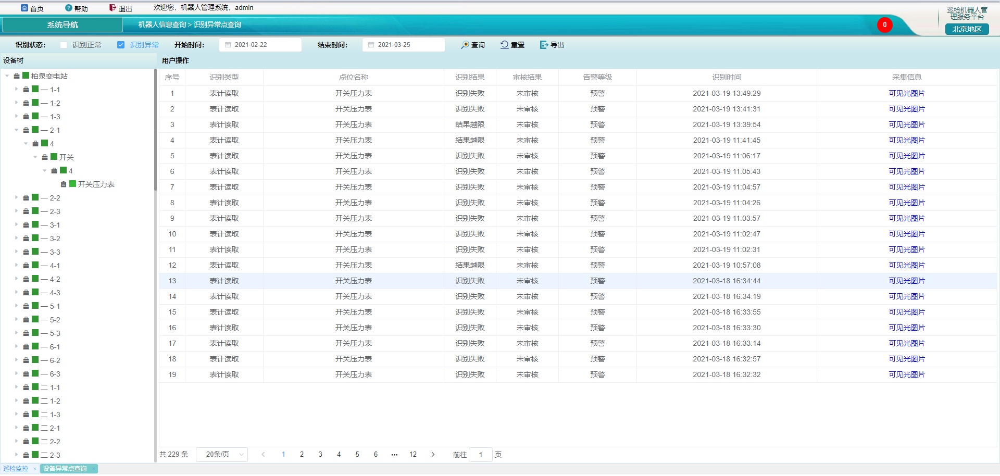 首页 帮助 退出 欢迎您，机器人管理系统，admin
巡检机器人管
理服务平台
北京地区
系统导航 机器人信息查询 > 识别异常点查询 0
识别状态： 识别正常 识别异常 开始时间： 2021-02-22 结束时间： 2021-03-25 查询 重置 导出
设备树
柏泉变电站
一 1-1
一 1-2
一 1-3
一 2-1
4
开关
4
开关压力表
一 2-2
一 2-3
一 3-1
一 3-2
一 3-3
一 4-1
一 4-2
一 4-3
一 5-1
一 5-2
一 5-3
一 6-1
一 6-2
一 6-3
二 1-1
二 1-2
二 1-3
二 2-1
二 2-2
二 2-3
用户操作
序号 识别类型 点位名称 识别结果 审核结果 告警等级 识别时间 采集信息
1 表计读取 开关压力表 识别失败 未审核 预警 2021-03-19 13:49:29 可见光图片
2 表计读取 开关压力表 识别失败 未审核 预警 2021-03-19 13:41:31 可见光图片
3 表计读取 开关压力表 结果越限 未审核 预警 2021-03-19 13:39:54 可见光图片
4 表计读取 开关压力表 结果越限 未审核 预警 2021-03-19 11:41:45 可见光图片
5 表计读取 开关压力表 识别失败 未审核 预警 2021-03-19 11:06:17 可见光图片
6 表计读取 开关压力表 识别失败 未审核 预警 2021-03-19 11:05:43 可见光图片
7 表计读取 开关压力表 识别失败 未审核 预警 2021-03-19 11:04:57 可见光图片
8 表计读取 开关压力表 识别失败 未审核 预警 2021-03-19 11:04:26 可见光图片
9 表计读取 开关压力表 识别失败 未审核 预警 2021-03-19 11:03:57 可见光图片
10 表计读取 开关压力表 识别失败 未审核 预警 2021-03-19 11:02:47 可见光图片
11 表计读取 开关压力表 识别失败 未审核 预警 2021-03-19 11:02:31 可见光图片
12 表计读取 开关压力表 结果越限 未审核 预警 2021-03-19 10:57:08 可见光图片
13 表计读取 开关压力表 识别失败 未审核 预警 2021-03-18 16:34:44 可见光图片
14 表计读取 开关压力表 识别失败 未审核 预警 2021-03-18 16:34:19 可见光图片
15 表计读取 开关压力表 识别失败 未审核 预警 2021-03-18 16:33:55 可见光图片
16 表计读取 开关压力表 识别失败 未审核 预警 2021-03-18 16:33:30 可见光图片
17 表计读取 开关压力表 识别失败 未审核 预警 2021-03-18 16:33:14 可见光图片
18 表计读取 开关压力表 识别失败 未审核 预警 2021-03-18 16:32:57 可见光图片
19 表计读取 开关压力表 识别失败 未审核 预警 2021-03-18 16:32:32 可见光图片
共 229 条 20条/页 1 2 3 4 5 6 ••• 12 前往 1 页
巡检监控 × 设备异常点查询 ×